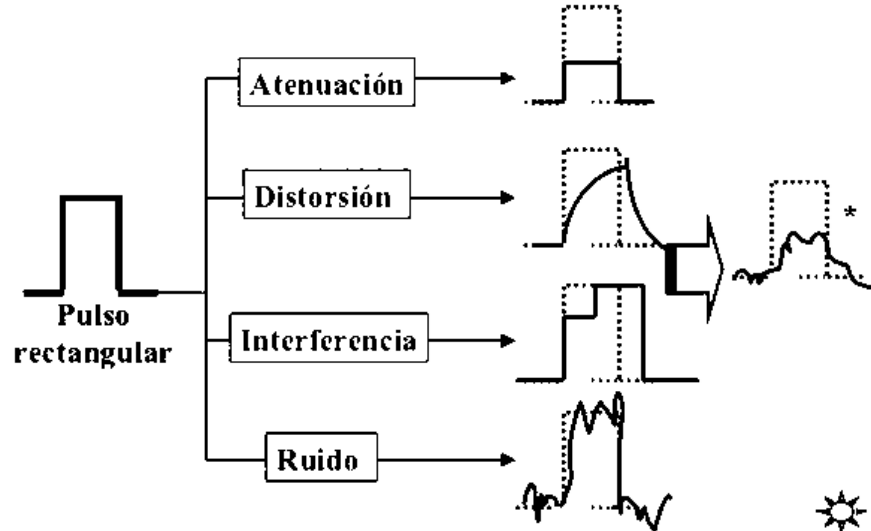 Atenuación
Distorsión
*
Pulso
rectangular
Interferencia
Ruido